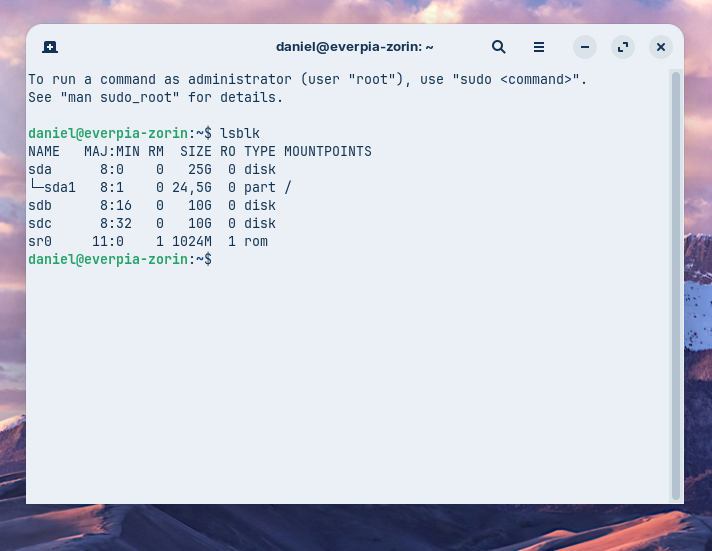 daniel@everpia-zorin: ~
To run a command as administrator (user "root"), use "sudo <command>".
See "man sudo_root" for details.
daniel@everpia-zorin:~$ lsblk
NAME   MAJ:MIN RM  SIZE RO TYPE MOUNTPOINTS
sda      8:0    0   25G  0 disk
└─sda1   8:1    0 24,5G  0 part /
sdb      8:16   0   10G  0 disk
sdc      8:32   0   10G  0 disk
sr0     11:0    1 1024M  1 rom
daniel@everpia-zorin:~$